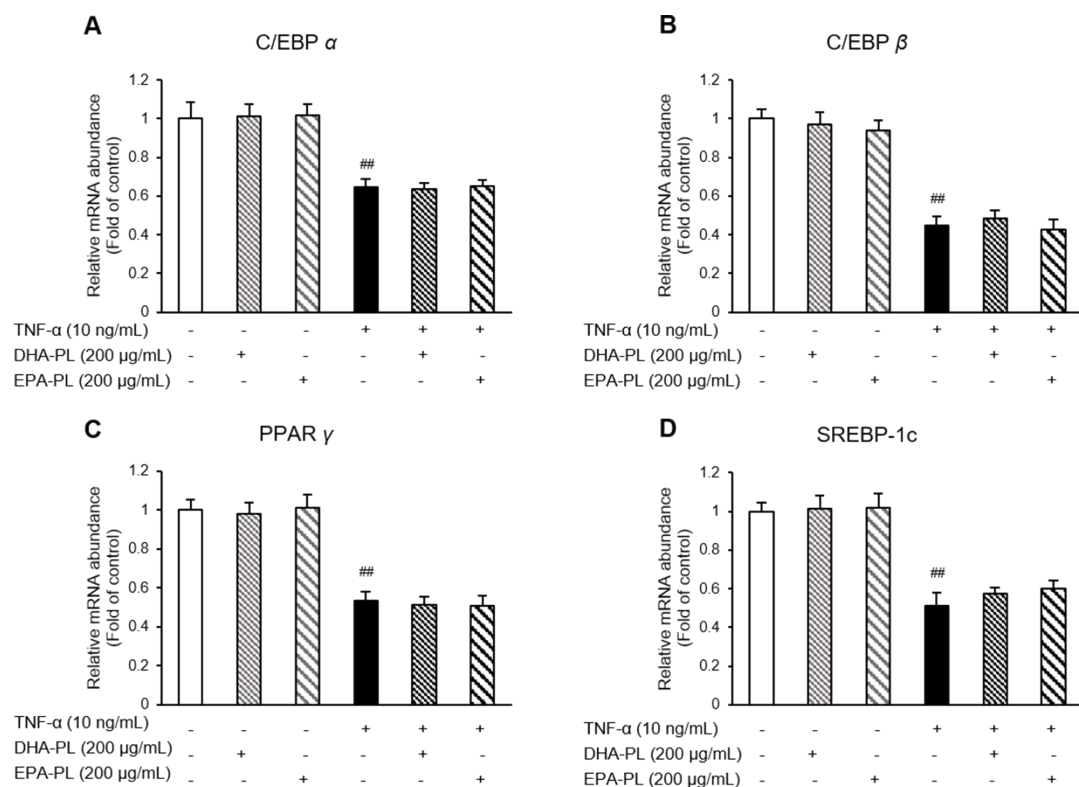 A
C/EBP α
Relative mRNA abundance
(Fold of control)
1.2
1
0.8
0.6
0.4
0.2
0
##
TNF-α (10 ng/mL) - - - + + +
DHA-PL (200 µg/mL) - + - - + -
EPA-PL (200 µg/mL) - - + - - +
B
C/EBP β
Relative mRNA abundance
(Fold of control)
1.2
1
0.8
0.6
0.4
0.2
0
##
TNF-α (10 ng/mL) - - - + + +
DHA-PL (200 µg/mL) - + - - + -
EPA-PL (200 µg/mL) - - + - - +
C
PPAR γ
Relative mRNA abundance
(Fold of control)
1.2
1
0.8
0.6
0.4
0.2
0
##
TNF-α (10 ng/mL) - - - + + +
DHA-PL (200 µg/mL) - + - - + -
EPA-PL (200 µg/mL) - - + - - +
D
SREBP-1c
Relative mRNA abundance
(Fold of control)
1.2
1
0.8
0.6
0.4
0.2
0
##
TNF-α (10 ng/mL) - - - + + +
DHA-PL (200 µg/mL) - + - - + -
EPA-PL (200 µg/mL) - - + - - +